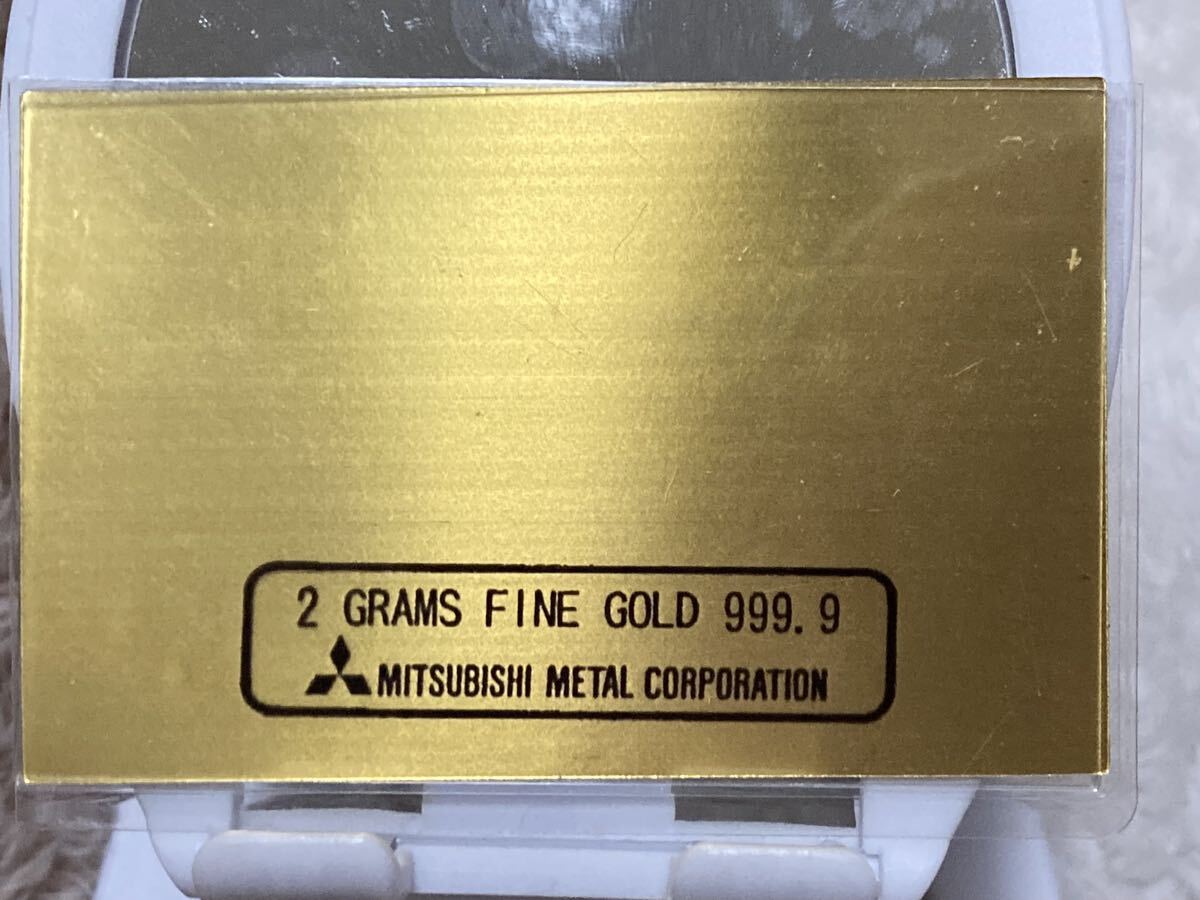 2 GRAMS FINE GOLD 999.9
MITSUBISHI METAL CORPORATION